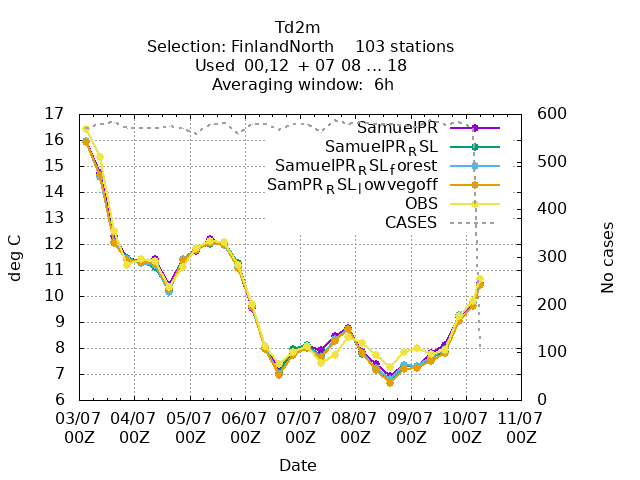 Td2m
Selection: FinlandNorth    103 stations
Used  00,12  + 07 08 ... 18
Averaging window:  6h
17
16
15
14
13
12
11
10
9
8
7
6
deg C
600
500
400
300
200
100
0
No cases
SamuelPR
SamuelPR_RSL
SamuelPR_RSL_forest
SamPR_RSL_lowvegoff
OBS
CASES
03/07 04/07 05/07 06/07 07/07 08/07 09/07 10/07 11/07
00Z 00Z 00Z 00Z 00Z 00Z 00Z 00Z 00Z
Date